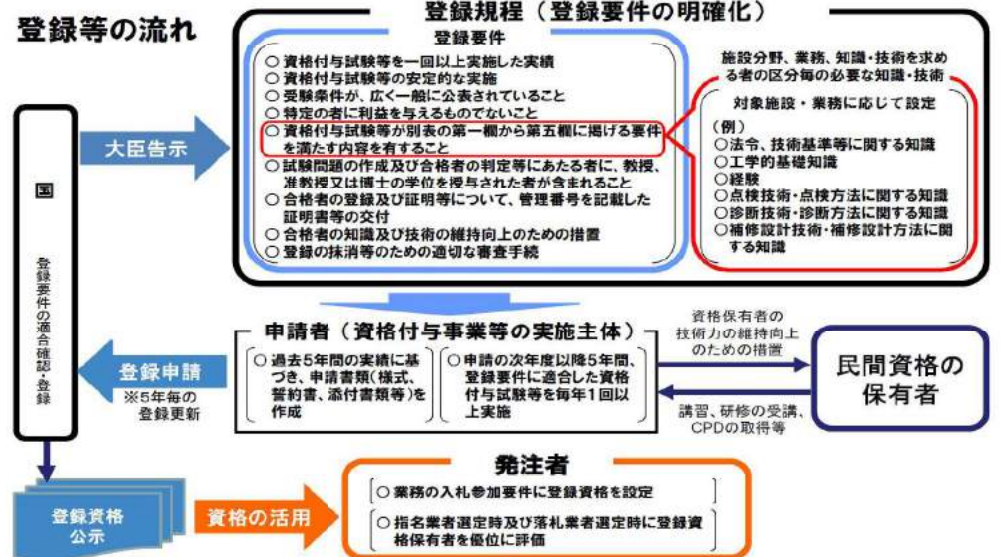 登録等の流れ
登録規程（登録要件の明確化）
登録要件
○資格付与試験等を一回以上実施した実績
○資格付与試験等の安定的な実施
○受験条件が、広く一般に公表されていること
○特定の者に利益を与えるものでないこと
○資格付与試験等が別表の第一欄から第五欄に掲げる要件
を満たす内容を有すること
○試験問題の作成及び合格者の判定等にあたる者に、教授、
准教授又は博士の学位を授与された者が含まれること
○合格者の登録及び証明等について、管理番号を記載した
証明書等の交付
○合格者の知識及び技術の維持向上のための措置
○登録の抹消等のための適切な審査手続
施設分野、業務、知識・技術を求め
る者の区分毎の必要な知識・技術
対象施設・業務に応じて設定
（例）
○法令、技術基準等に関する知識
○工学的基礎知識
○経験
○点検技術・点検方法に関する知識
○診断技術・診断方法に関する知識
○補修設計技術・補修設計方法に関
する知識
大臣告示
国
登録要件の適合確認・登録
申請者（資格付与事業等の実施主体）
○過去5年間の実績に基
づき、申請書類（様式、
誓約書、添付書類等）を
作成
○申請の次年度以降5年間、
登録要件に適合した資格
付与試験等を毎年1回以
上実施
登録申請
※5年毎の
登録更新
資格保有者の
技術力の維持向上
のための措置
講習、研修の受講、
CPDの取得等
民間資格の
保有者
登録資格
公示
資格の活用
発注者
○業務の入札参加要件に登録資格を設定
○指名業者選定時及び落札業者選定時に登録資
格保有者を優位に評価